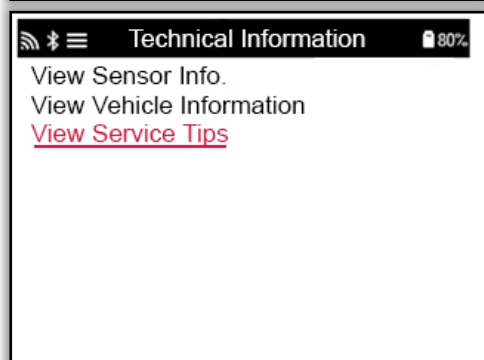 Technical Information 80%
View Sensor Info.
View Vehicle Information
View Service Tips